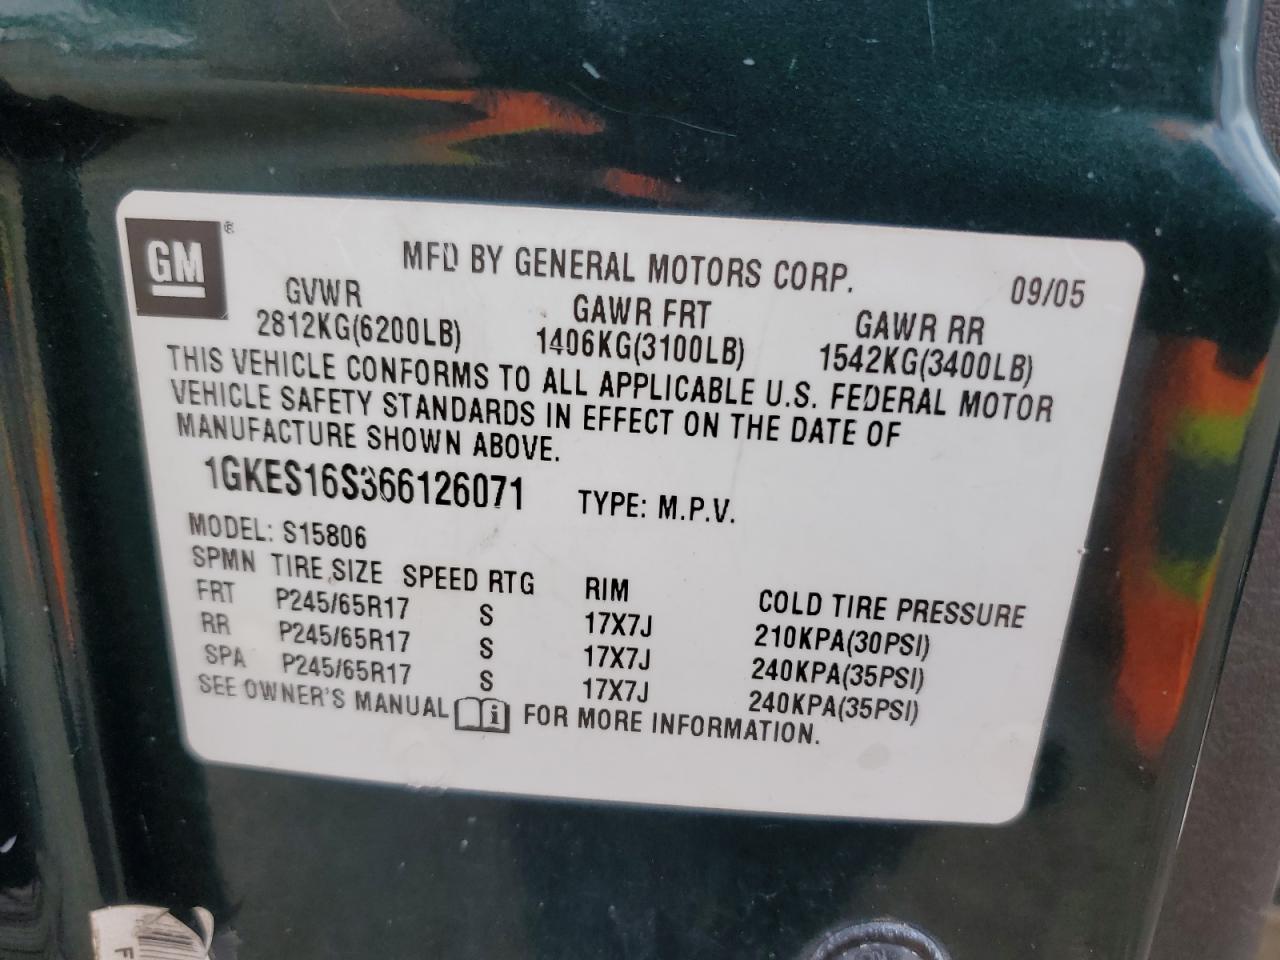 GM ®
MFD BY GENERAL MOTORS CORP. 09/05
GVWR GAWR FRT GAWR RR
2812KG(6200LB) 1406KG(3100LB) 1542KG(3400LB)
THIS VEHICLE CONFORMS TO ALL APPLICABLE U.S. FEDERAL MOTOR
VEHICLE SAFETY STANDARDS IN EFFECT ON THE DATE OF
MANUFACTURE SHOWN ABOVE.
1GKES16S366126071 TYPE: M.P.V.
MODEL: S15806
SPMN TIRE SIZE SPEED RTG RIM COLD TIRE PRESSURE
FRT P245/65R17 S 17X7J 210KPA(30PSI)
RR P245/65R17 S 17X7J 240KPA(35PSI)
SPA P245/65R17 S 17X7J 240KPA(35PSI)
SEE OWNER'S MANUAL i FOR MORE INFORMATION.
F